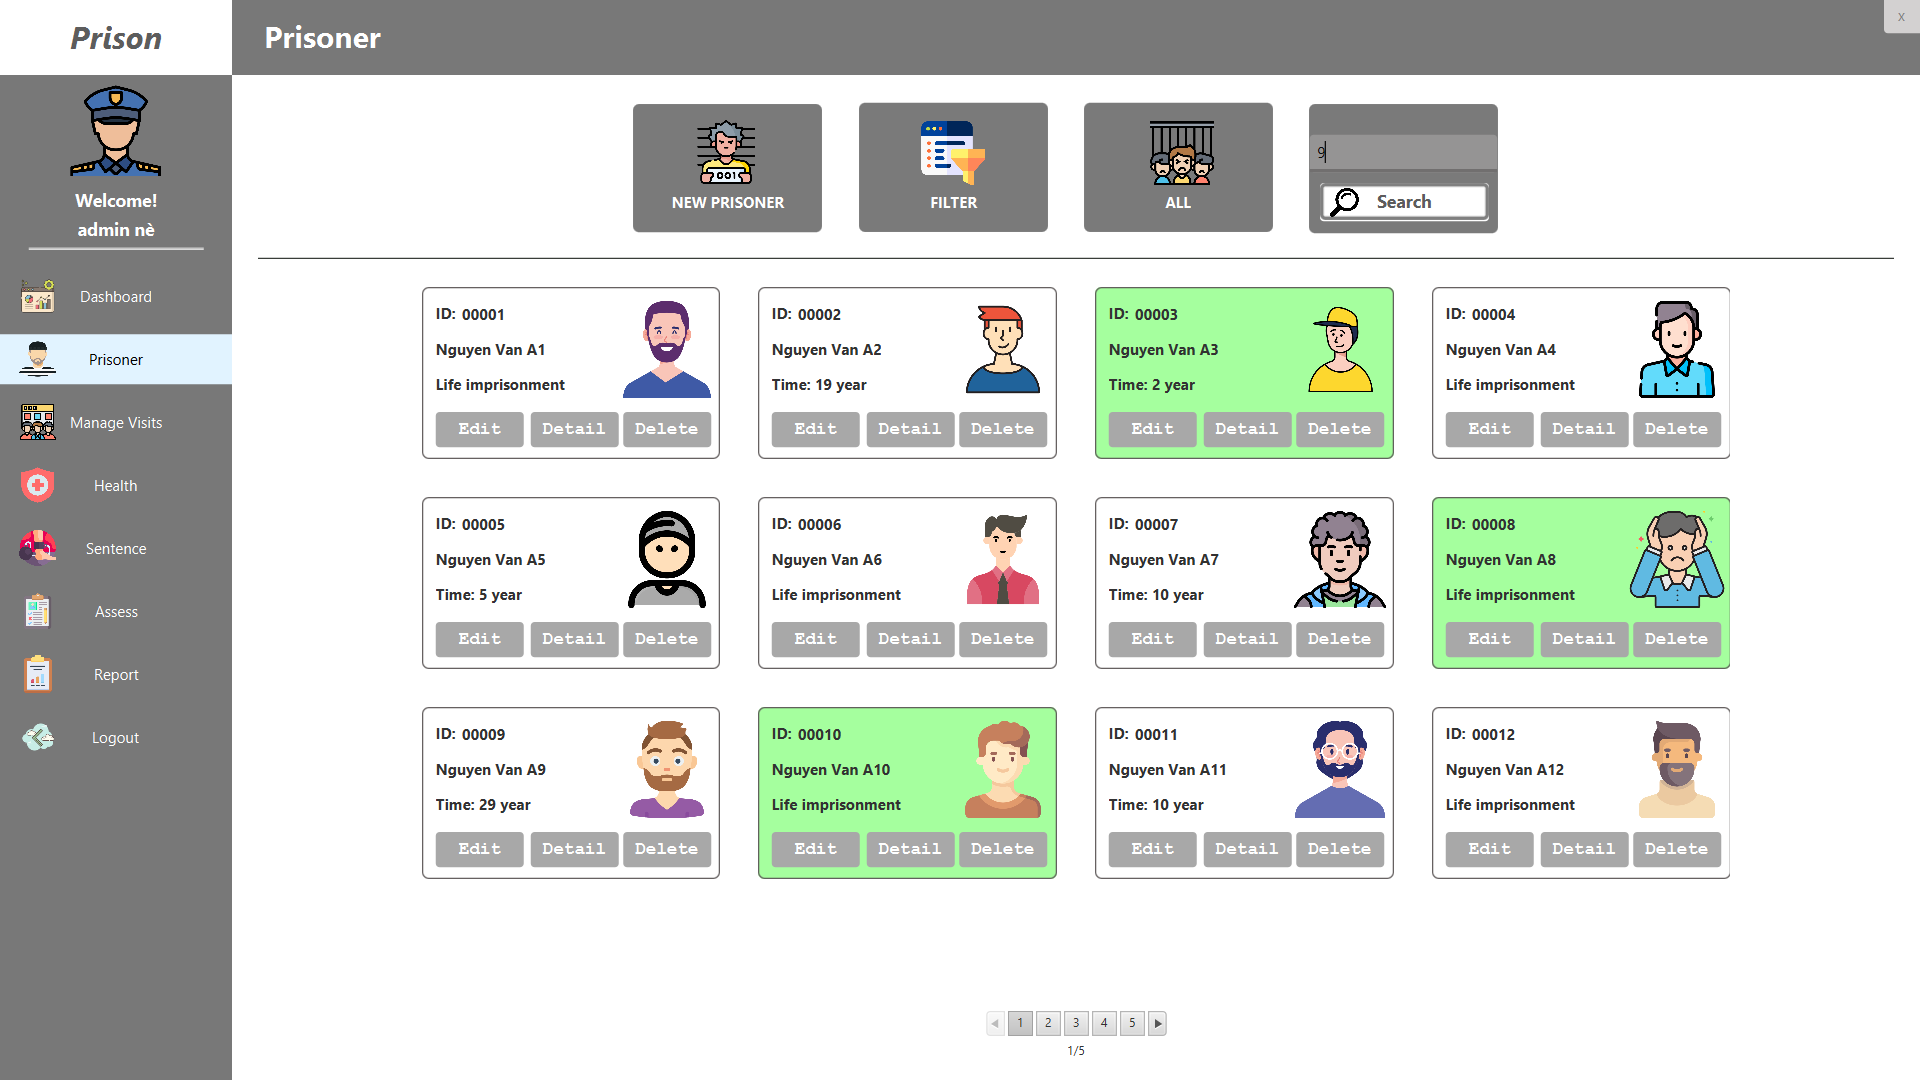 Prison
Prisoner
x
Welcome!
admin nè
Dashboard
Prisoner
Manage Visits
Health
Sentence
Assess
Report
Logout
0010
NEW PRISONER
FILTER
ALL
9
Search
ID: 00001
Nguyen Van A1
Life imprisonment
Edit Detail Delete
ID: 00002
Nguyen Van A2
Time: 19 year
Edit Detail Delete
ID: 00003
Nguyen Van A3
Time: 2 year
Edit Detail Delete
ID: 00004
Nguyen Van A4
Life imprisonment
Edit Detail Delete
ID: 00005
Nguyen Van A5
Time: 5 year
Edit Detail Delete
ID: 00006
Nguyen Van A6
Life imprisonment
Edit Detail Delete
ID: 00007
Nguyen Van A7
Time: 10 year
Edit Detail Delete
ID: 00008
Nguyen Van A8
Life imprisonment
Edit Detail Delete
ID: 00009
Nguyen Van A9
Time: 29 year
Edit Detail Delete
ID: 00010
Nguyen Van A10
Life imprisonment
Edit Detail Delete
ID: 00011
Nguyen Van A11
Time: 10 year
Edit Detail Delete
ID: 00012
Nguyen Van A12
Life imprisonment
Edit Detail Delete
1 2 3 4 5
1/5